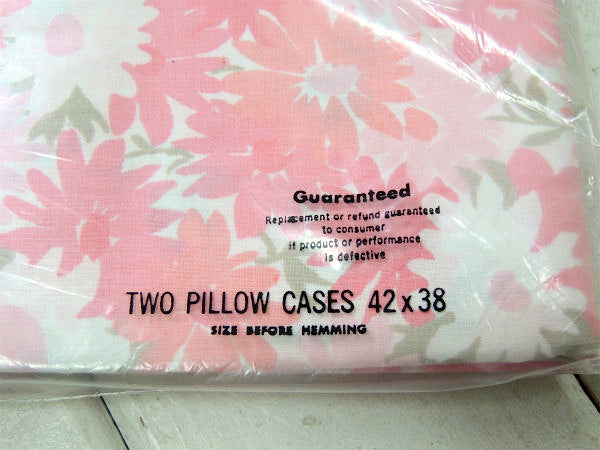 Guaranteed
Replacement or refund guaranteed
to consumer
if product or performance
is defective
TWO PILLOW CASES 42 x 38
SIZE BEFORE HEMMING